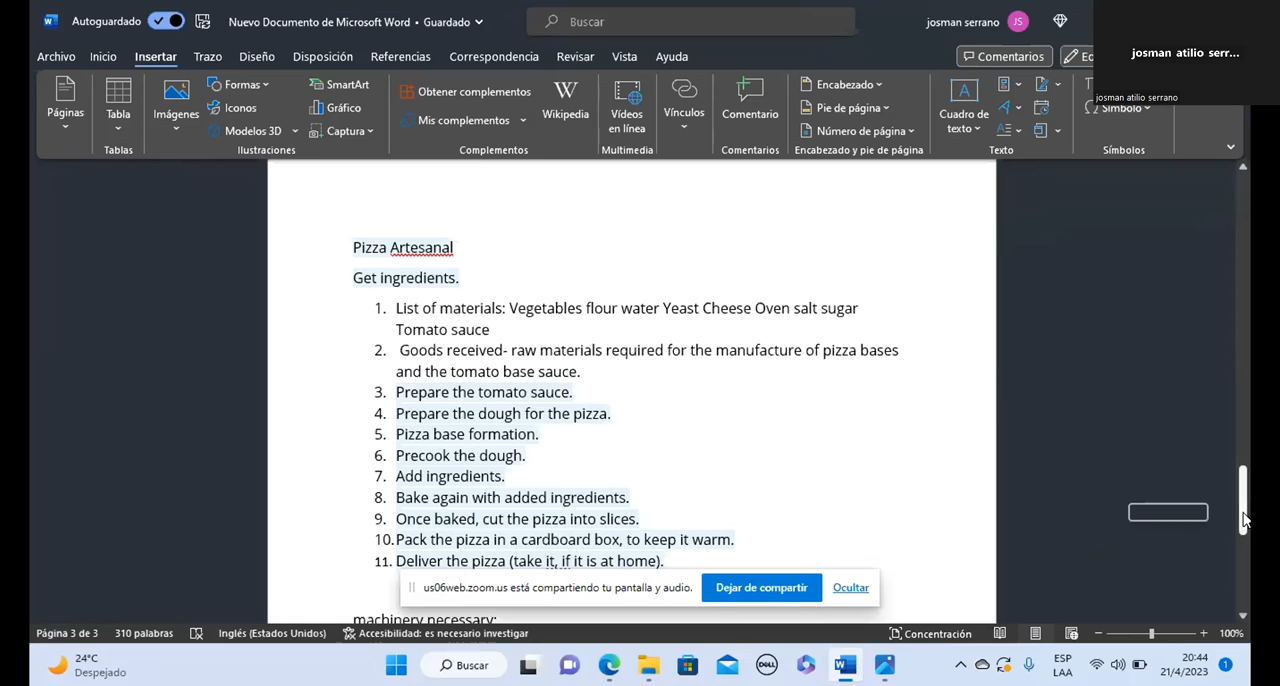 Autoguardado
Nuevo Documento de Microsoft Word • Guardado
Buscar
josman serrano
JS
josman atilio serr...
Archivo Inicio Insertar Trazo Diseño Disposición Referencias Correspondencia Revisar Vista Ayuda
Comentarios
josman atilio serrano
Páginas
Tabla
Imágenes
Formas
Iconos
Modelos 3D
SmartArt
Gráfico
Captura
Obtener complementos
Mis complementos
Wikipedia
Vídeos
en línea
Vínculos
Comentario
Encabezado
Pie de página
Número de página
Cuadro de
texto
Símbolo
Tablas
Ilustraciones
Complementos
Multimedia
Comentarios
Encabezado y pie de página
Texto
Símbolos
Pizza Artesanal
Get ingredients.
1. List of materials: Vegetables flour water Yeast Cheese Oven salt sugar
Tomato sauce
2. Goods received- raw materials required for the manufacture of pizza bases
and the tomato base sauce.
3. Prepare the tomato sauce.
4. Prepare the dough for the pizza.
5. Pizza base formation.
6. Precook the dough.
7. Add ingredients.
8. Bake again with added ingredients.
9. Once baked, cut the pizza into slices.
10. Pack the pizza in a cardboard box, to keep it warm.
11. Deliver the pizza (take it, if it is at home).
us06web.zoom.us está compartiendo tu pantalla y audio.
Dejar de compartir
Ocultar
machinery necessary:
Página 3 de 3
310 palabras
Inglés (Estados Unidos)
Accesibilidad: es necesario investigar
Concentración
100%
24°C
Despejado
Buscar
DELL
ESP
LAA
20:44
21/4/2023
1